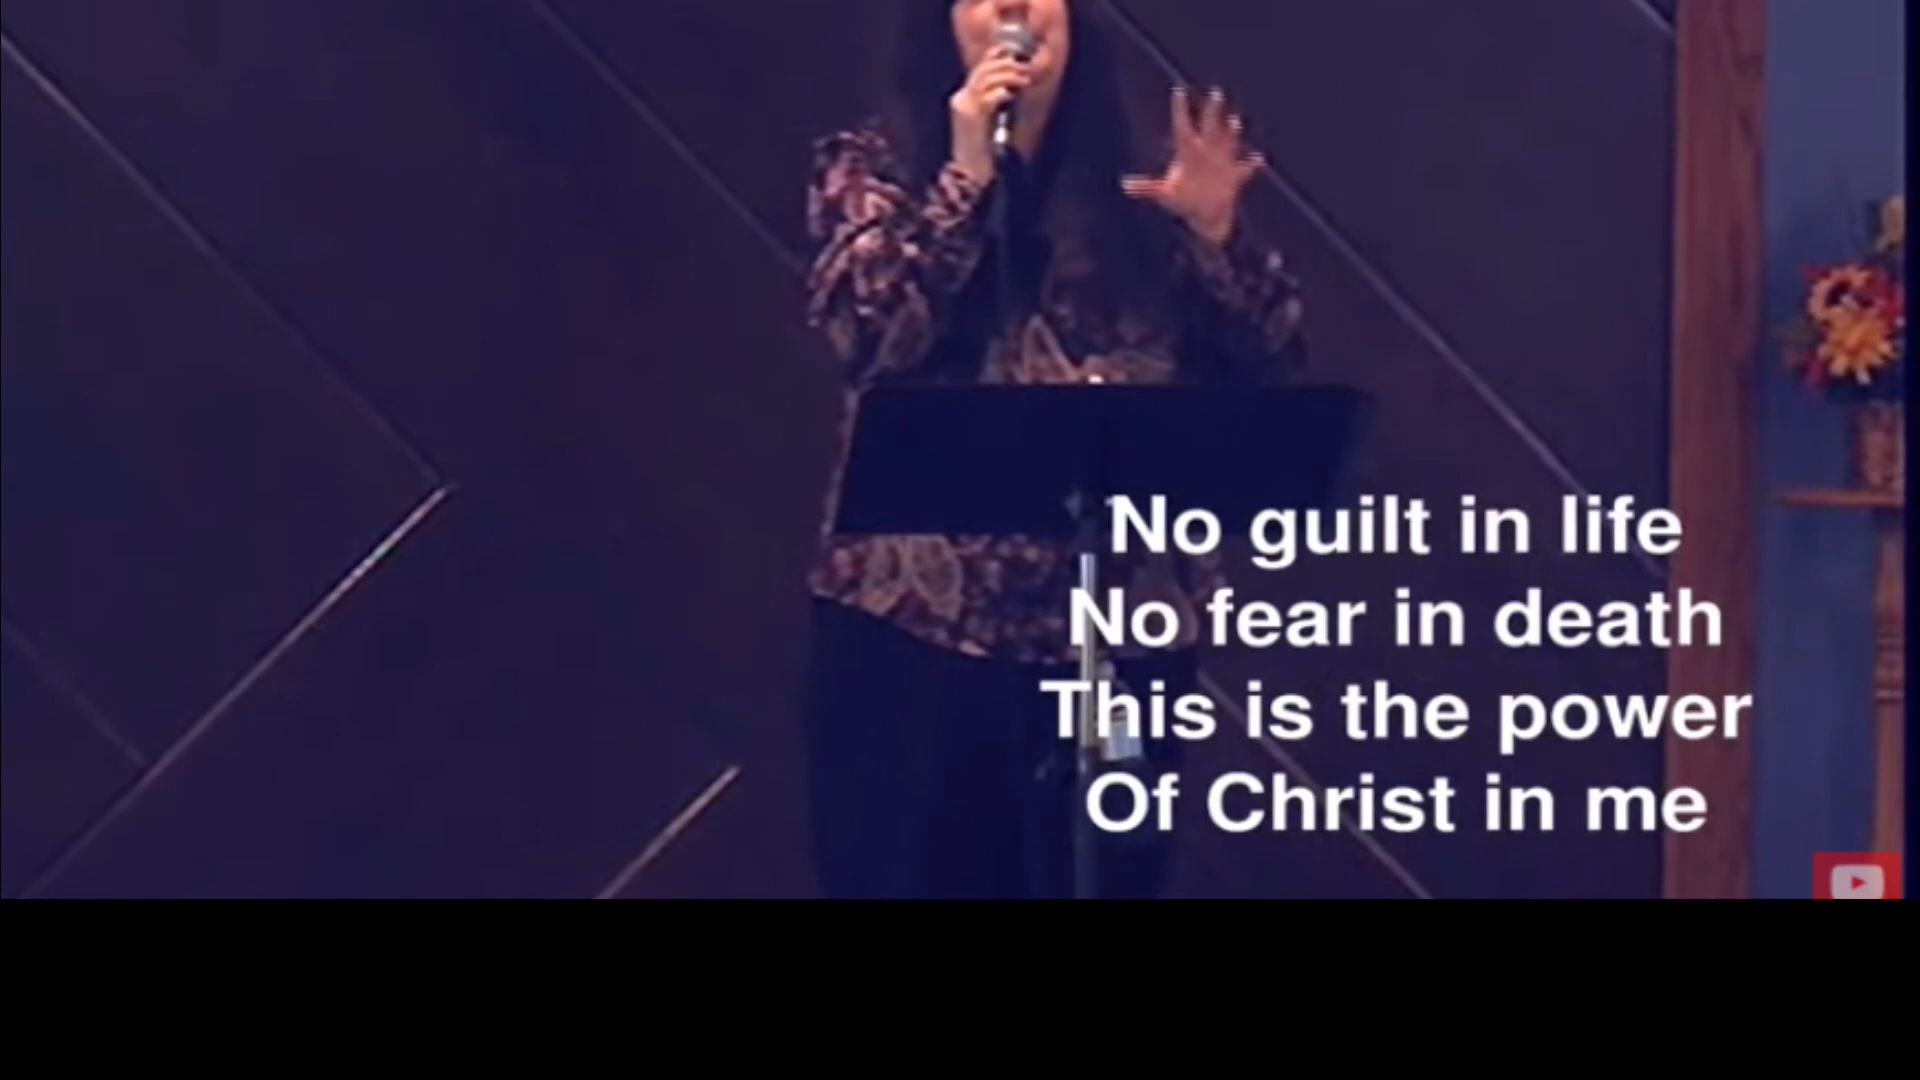 No guilt in life
No fear in death
This is the power
Of Christ in me